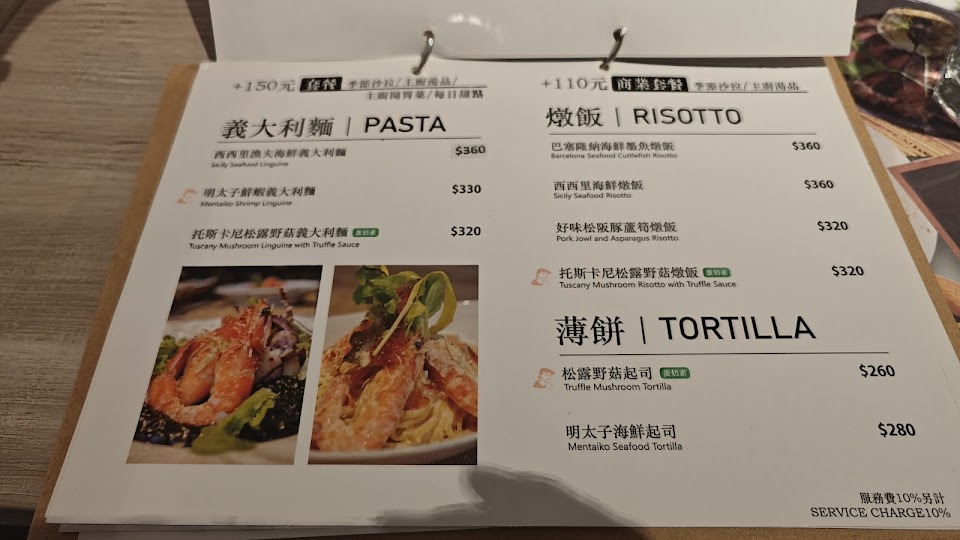 +150元 套餐 季節沙拉/主廚湯品/
主廚開胃菜/每日甜點
義大利麵 | PASTA
西西里漁夫海鮮義大利麵 $360
Sicily Seafood Linguine
明太子鮮蝦義大利麵 $330
Mentaiko Shrimp Linguine
托斯卡尼松露野菇義大利麵 蛋奶素 $320
Tuscany Mushroom Linguine with Truffle Sauce
+110元 商業套餐 季節沙拉/主廚湯品
燉飯 | RISOTTO
巴塞隆納海鮮墨魚燉飯 $360
Barcelona Seafood Cuttlefish Risotto
西西里海鮮燉飯 $360
Sicily Seafood Risotto
好味松阪豚蘆筍燉飯 $320
Pork Jowl and Asparagus Risotto
托斯卡尼松露野菇燉飯 蛋奶素 $320
Tuscany Mushroom Risotto with Truffle Sauce
薄餅 | TORTILLA
松露野菇起司 蛋奶素 $260
Truffle Mushroom Tortilla
明太子海鮮起司 $280
Mentaiko Seafood Tortilla
服務費10%另計
SERVICE CHARGE10%